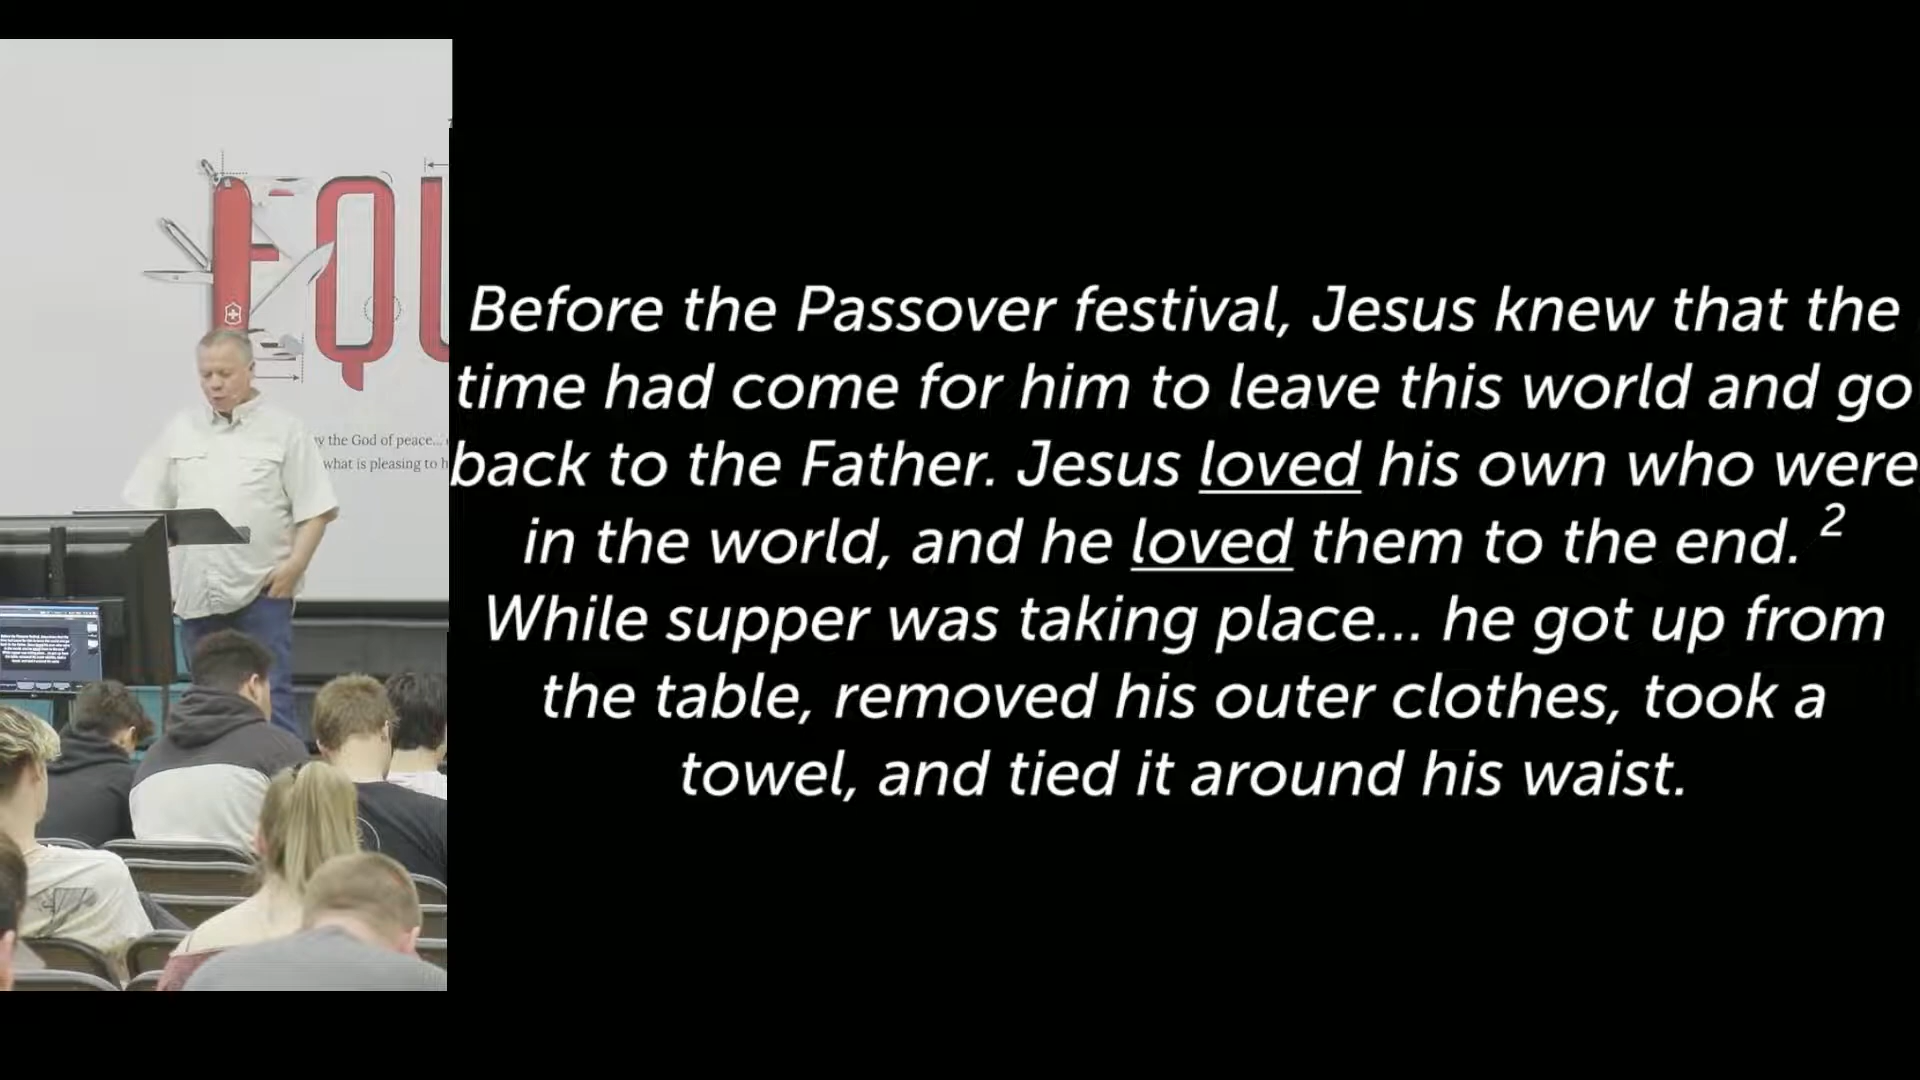 EQU
y the God of peace...
what is pleasing to h
Before the Passover festival, Jesus knew that the
time had come for him to leave this world and go
back to the Father. Jesus loved his own who were
in the world, and he loved them to the end. 2
While supper was taking place... he got up from
the table, removed his outer clothes, took a
towel, and tied it around his waist.